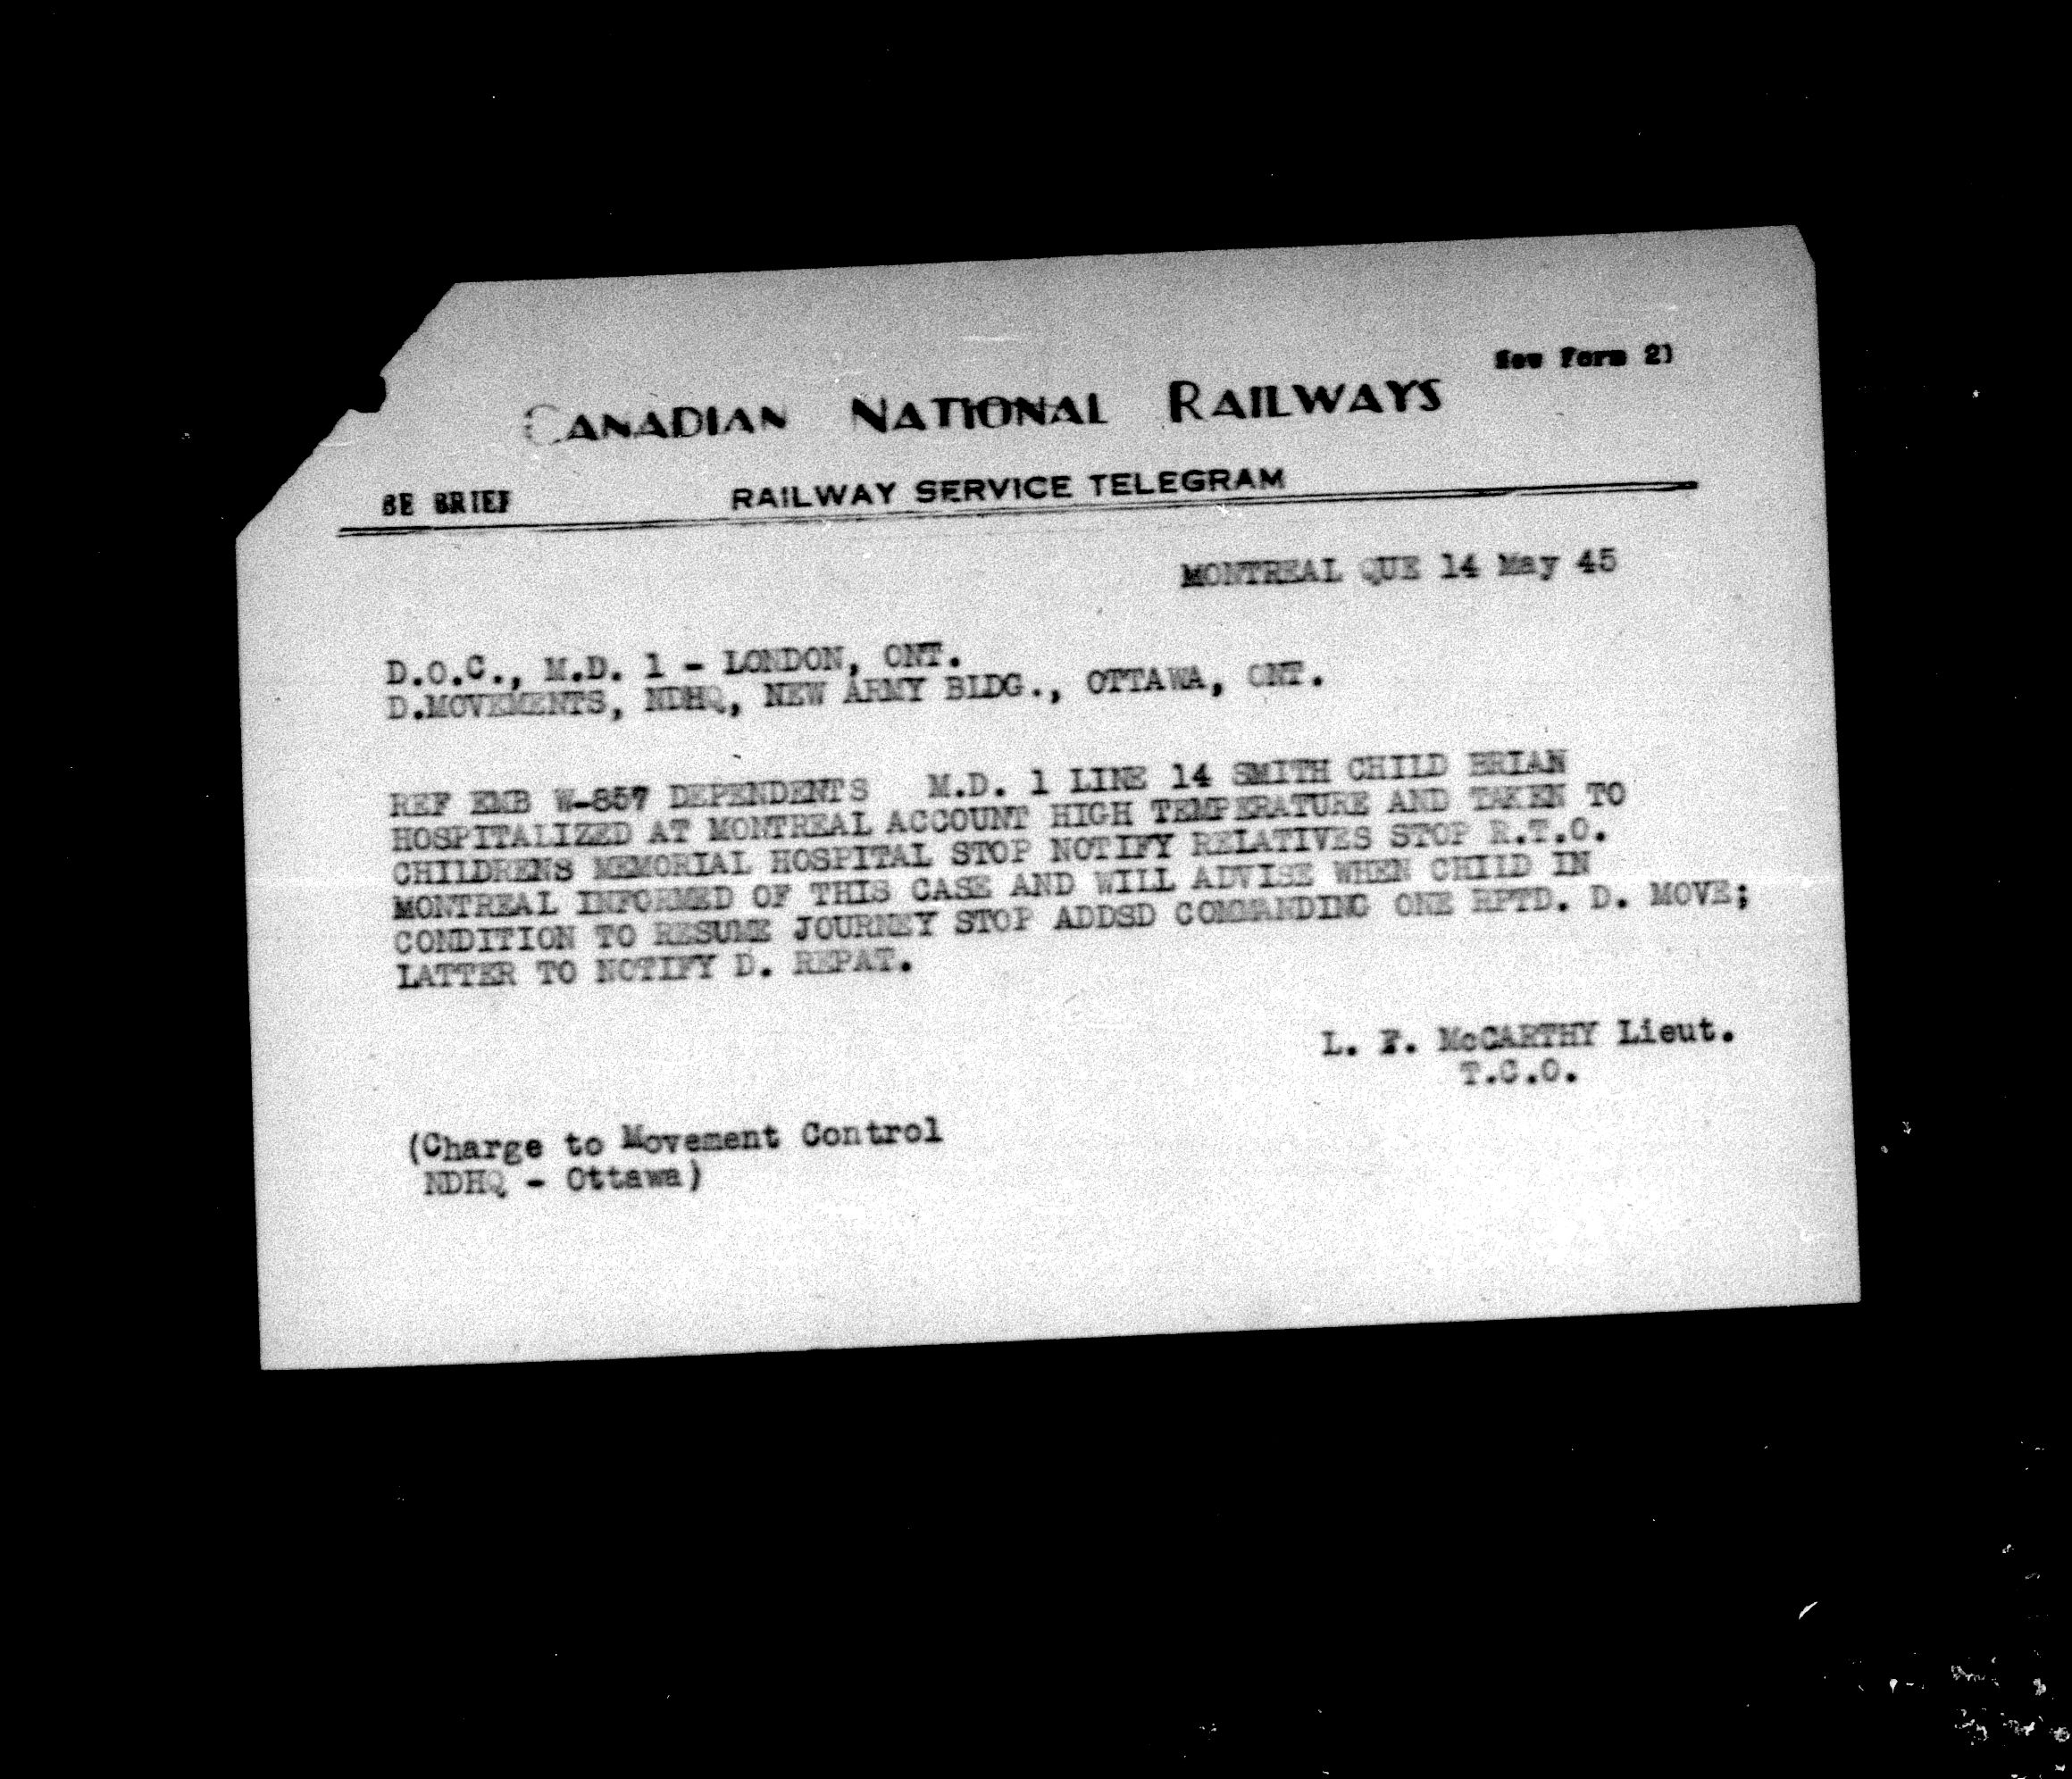 New Form 21
CANADIAN NATIONAL RAILWAYS
BE BRIEF RAILWAY SERVICE TELEGRAM
MONTREAL QUE 14 May 45
D.O.C., M.D. 1 - LONDON, ONT.
D.MOVEMENTS, NDHQ, NEW ARMY BLDG., OTTAWA, ONT.
REF EMB W-857 DEPENDENTS M.D. 1 LINE 14 SMITH CHILD BRIAN
HOSPITALIZED AT MONTREAL ACCOUNT HIGH TEMPERATURE AND TAKEN TO
CHILDRENS MEMORIAL HOSPITAL STOP NOTIFY RELATIVES STOP R.T.O.
MONTREAL INFORMED OF THIS CASE AND WILL ADVISE WHEN CHILD IN
CONDITION TO RESUME JOURNEY STOP ADDSD COMMANDING ONE RPTD. D. MOVE;
LATTER TO NOTIFY D. REPAT.
L. F. McCARTHY Lieut.
T.C.O.
(Charge to Movement Control
NDHQ - Ottawa)